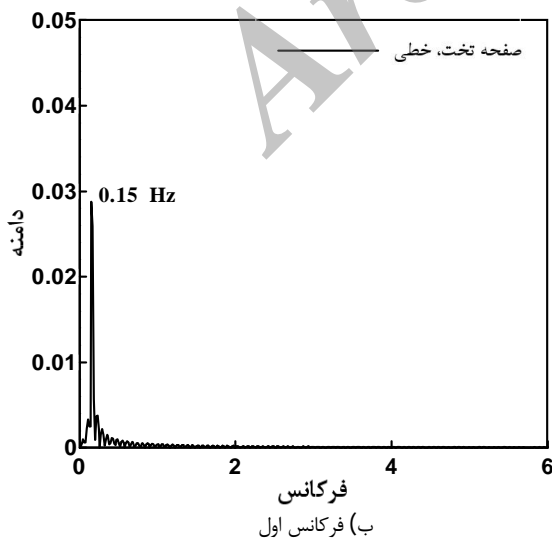 0.05
صفحه تخت، خطی
0.04
0.03
0.15 Hz
دامنه
0.02
0.01
0
0 2 4 6
فرکانس
ب) فرکانس اول